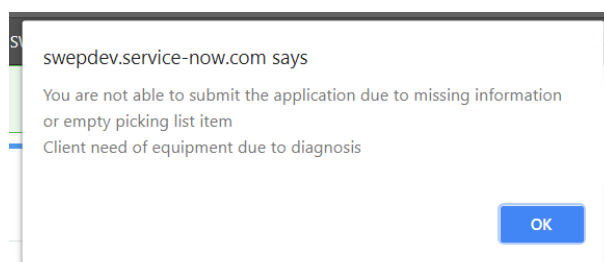 swepdev.service-now.com says
You are not able to submit the application due to missing information
or empty picking list item
Client need of equipment due to diagnosis
OK